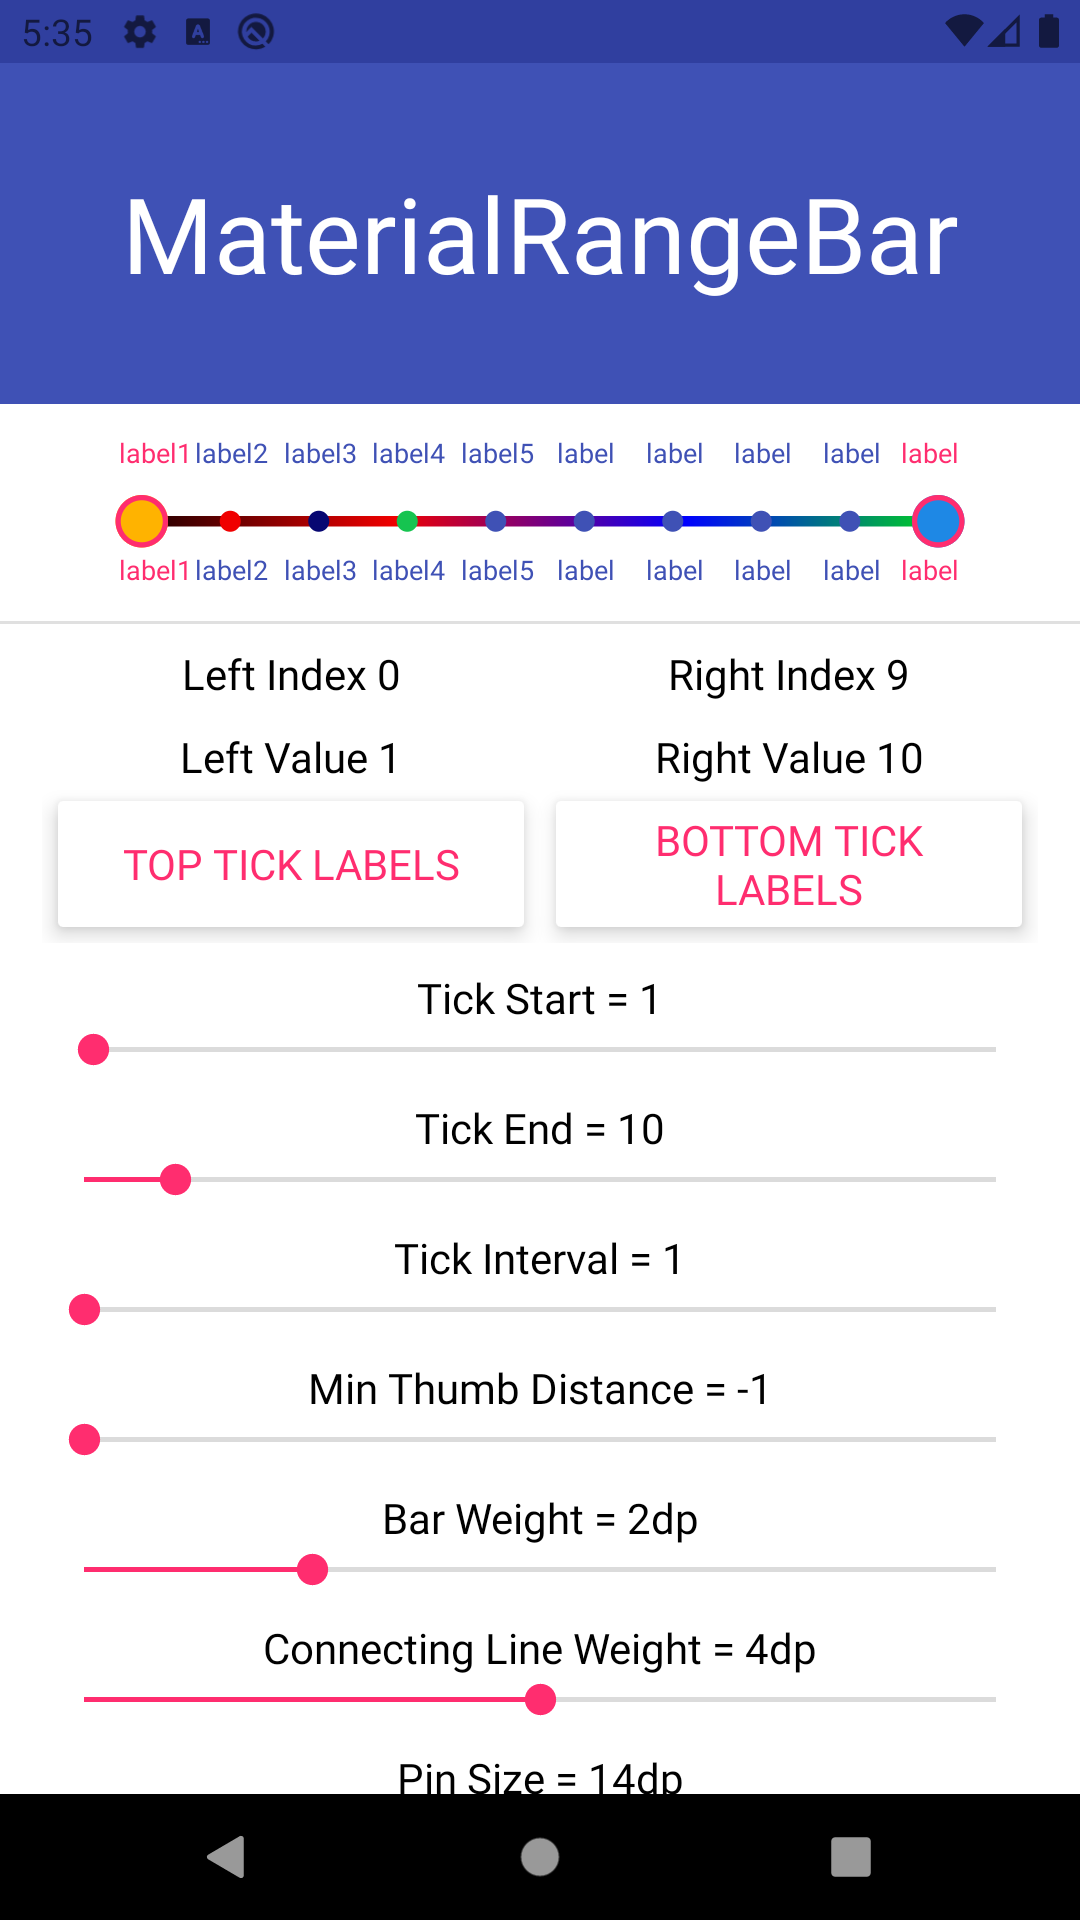 5:35
MaterialRangeBar
label1 label2 label3 label4 label5 label label label label label
label1 label2 label3 label4 label5 label label label label label
Left Index 0 Right Index 9
Left Value 1 Right Value 10
TOP TICK LABELS BOTTOM TICK
LABELS
Tick Start = 1
Tick End = 10
Tick Interval = 1
Min Thumb Distance = -1
Bar Weight = 2dp
Connecting Line Weight = 4dp
Pin Size = 14dp